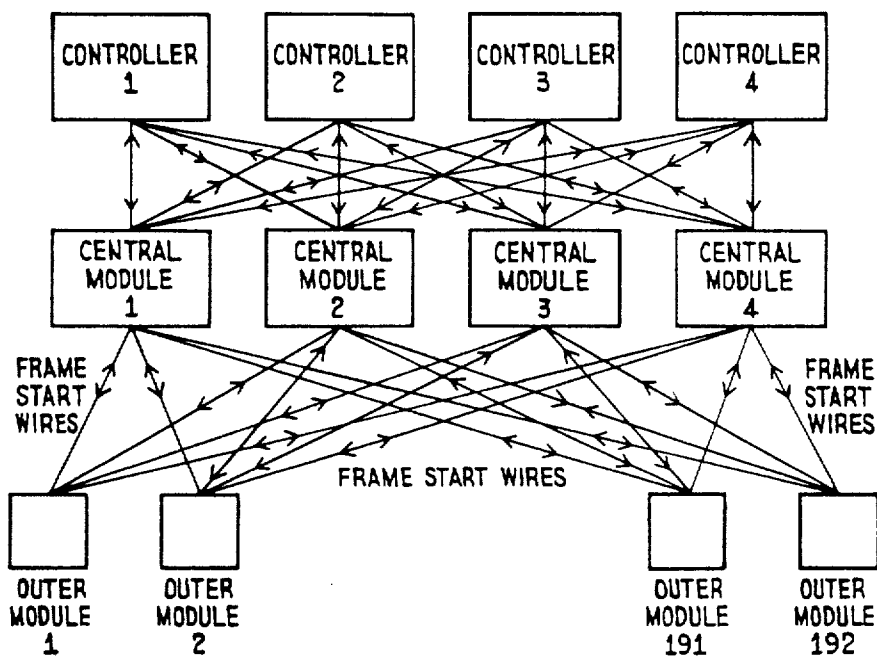 CONTROLLER
1
CONTROLLER
2
CONTROLLER
3
CONTROLLER
4
CENTRAL
MODULE
1
CENTRAL
MODULE
2
CENTRAL
MODULE
3
CENTRAL
MODULE
4
FRAME
START
WIRES
FRAME
START
WIRES
FRAME START WIRES
OUTER
MODULE
1
OUTER
MODULE
2
OUTER
MODULE
191
OUTER
MODULE
192